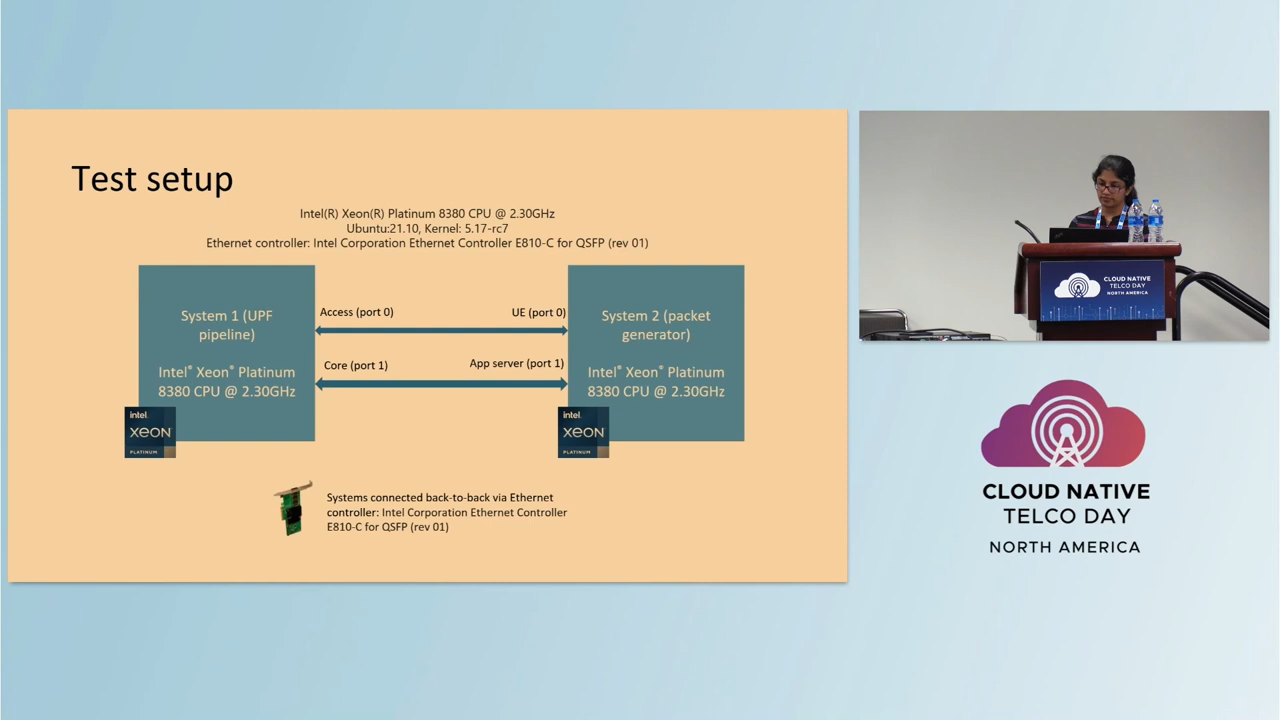 Test setup
Intel(R) Xeon(R) Platinum 8380 CPU @ 2.30GHz
Ubuntu:21.10, Kernel: 5.17-rc7
Ethernet controller: Intel Corporation Ethernet Controller E810-C for QSFP (rev 01)
System 1 (UPF
pipeline)
Intel® Xeon® Platinum
8380 CPU @ 2.30GHz
intel.
XEON
PLATINUM
Access (port 0)
UE (port 0)
Core (port 1)
App server (port 1)
System 2 (packet
generator)
Intel® Xeon® Platinum
8380 CPU @ 2.30GHz
intel.
XEON
PLATINUM
Systems connected back-to-back via Ethernet
controller: Intel Corporation Ethernet Controller
E810-C for QSFP (rev 01)
CLOUD NATIVE
TELCO DAY
NORTH AMERICA
CLOUD NATIVE
TELCO DAY
NORTH AMERICA